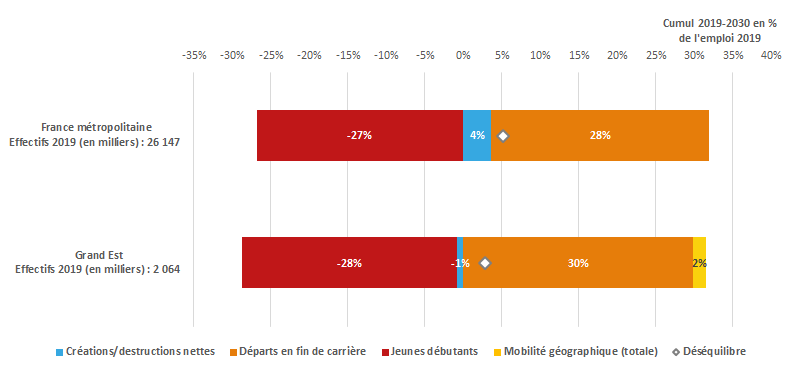 Cumul 2019-2030 en %
de l'emploi 2019
-35% -30% -25% -20% -15% -10% -5% 0% 5% 10% 15% 20% 25% 30% 35% 40%
France métropolitaine
Effectifs 2019 (en milliers) : 26 147
-27% 4% 28%
Grand Est
Effectifs 2019 (en milliers) : 2 064
-28% -1% 30% 2%
Créations/destructions nettes Départs en fin de carrière Jeunes débutants Mobilité géographique (totale) Déséquilibre